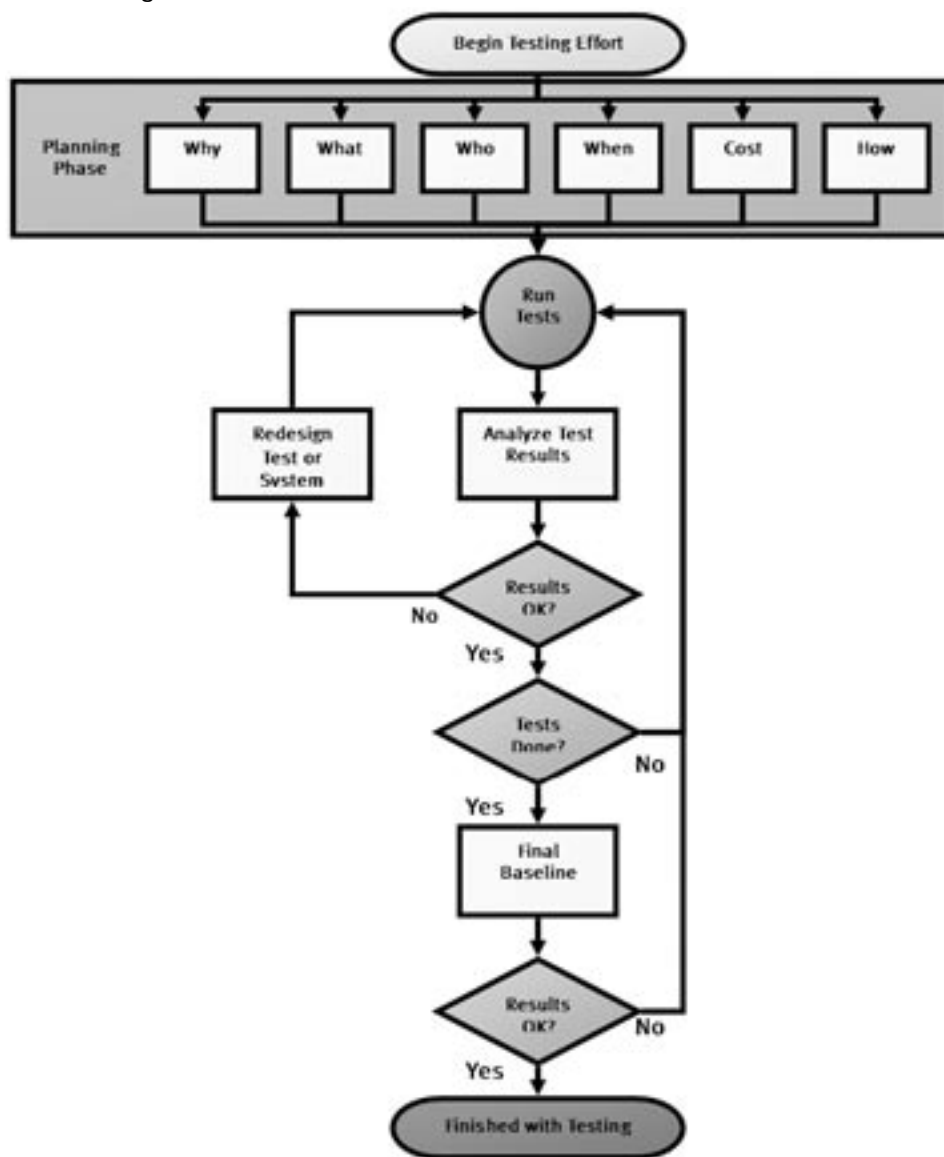 Begin Testing Effort
Planning
Phase
Why
What
Who
When
Cost
How
Run
Tests
Redesign
Test or
System
Analyze Test
Results
Results
OK?
No
Yes
Tests
Done?
No
Yes
Final
Baseline
Results
OK?
No
Yes
Finished with Testing